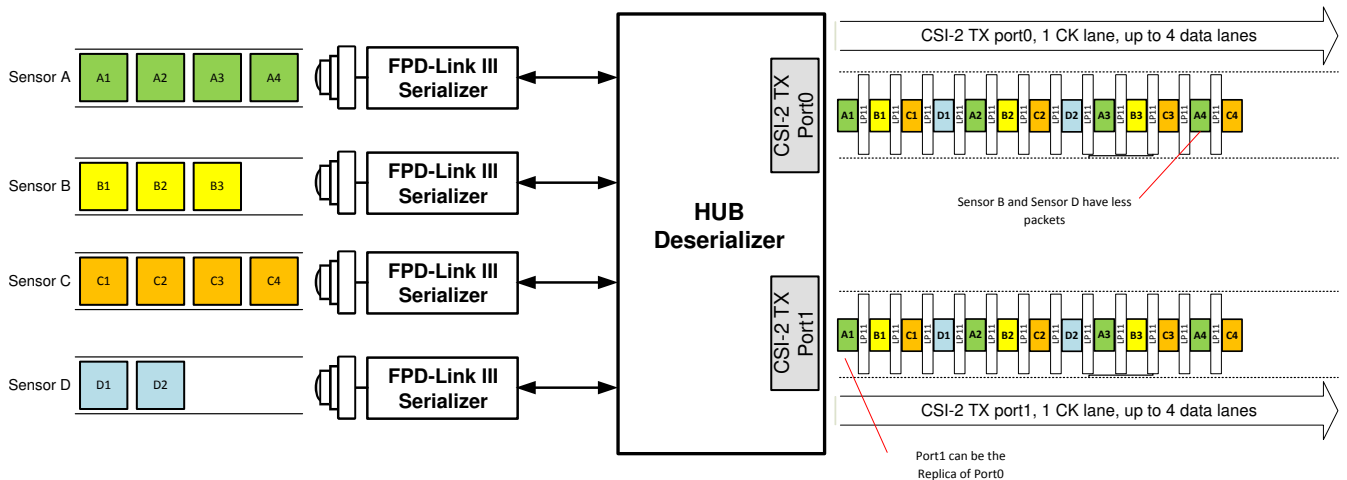 CSI-2 TX port0, 1 CK lane, up to 4 data lanes
Sensor A A1 A2 A3 A4
FPD-Link III
Serializer
CSI-2 TX
Port0
A1 LP11 B1 LP11 C1 LP11 D1 LP11 A2 LP11 B2 LP11 C2 LP11 D2 LP11 A3 LP11 B3 LP11 C3 LP11 A4 LP11 C4
Sensor B B1 B2 B3
FPD-Link III
Serializer
Sensor B and Sensor D have less
packets
HUB
Deserializer
Sensor C C1 C2 C3 C4
FPD-Link III
Serializer
CSI-2 TX
Port1
A1 LP11 B1 LP11 C1 LP11 D1 LP11 A2 LP11 B2 LP11 C2 LP11 D2 LP11 A3 LP11 B3 LP11 C3 LP11 A4 LP11 C4
Sensor D D1 D2
FPD-Link III
Serializer
CSI-2 TX port1, 1 CK lane, up to 4 data lanes
Port1 can be the
Replica of Port0